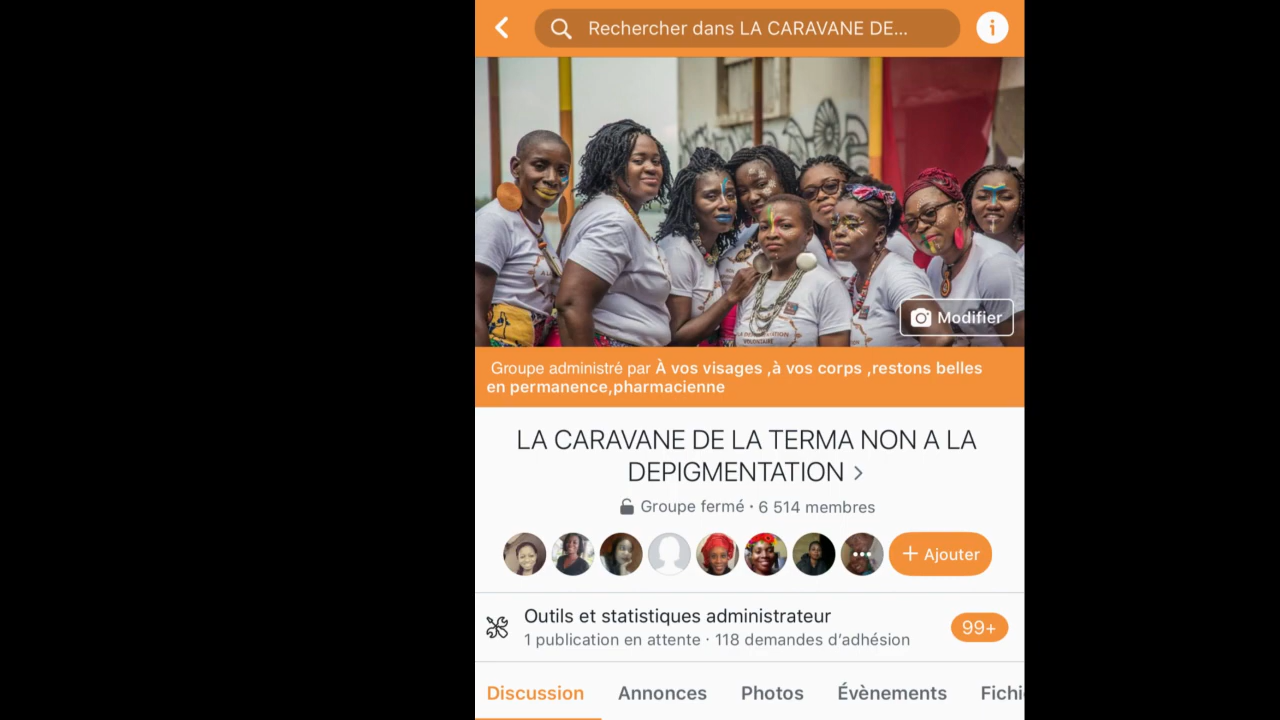 Rechercher dans LA CARAVANE DE...
Modifier
Groupe administré par À vos visages ,à vos corps ,restons belles
en permanence,pharmacienne
LA CARAVANE DE LA TERMA NON A LA
DEPIGMENTATION >
Groupe fermé · 6 514 membres
+ Ajouter
Outils et statistiques administrateur
99+
1 publication en attente · 118 demandes d’adhésion
Discussion Annonces Photos Évènements Fichi